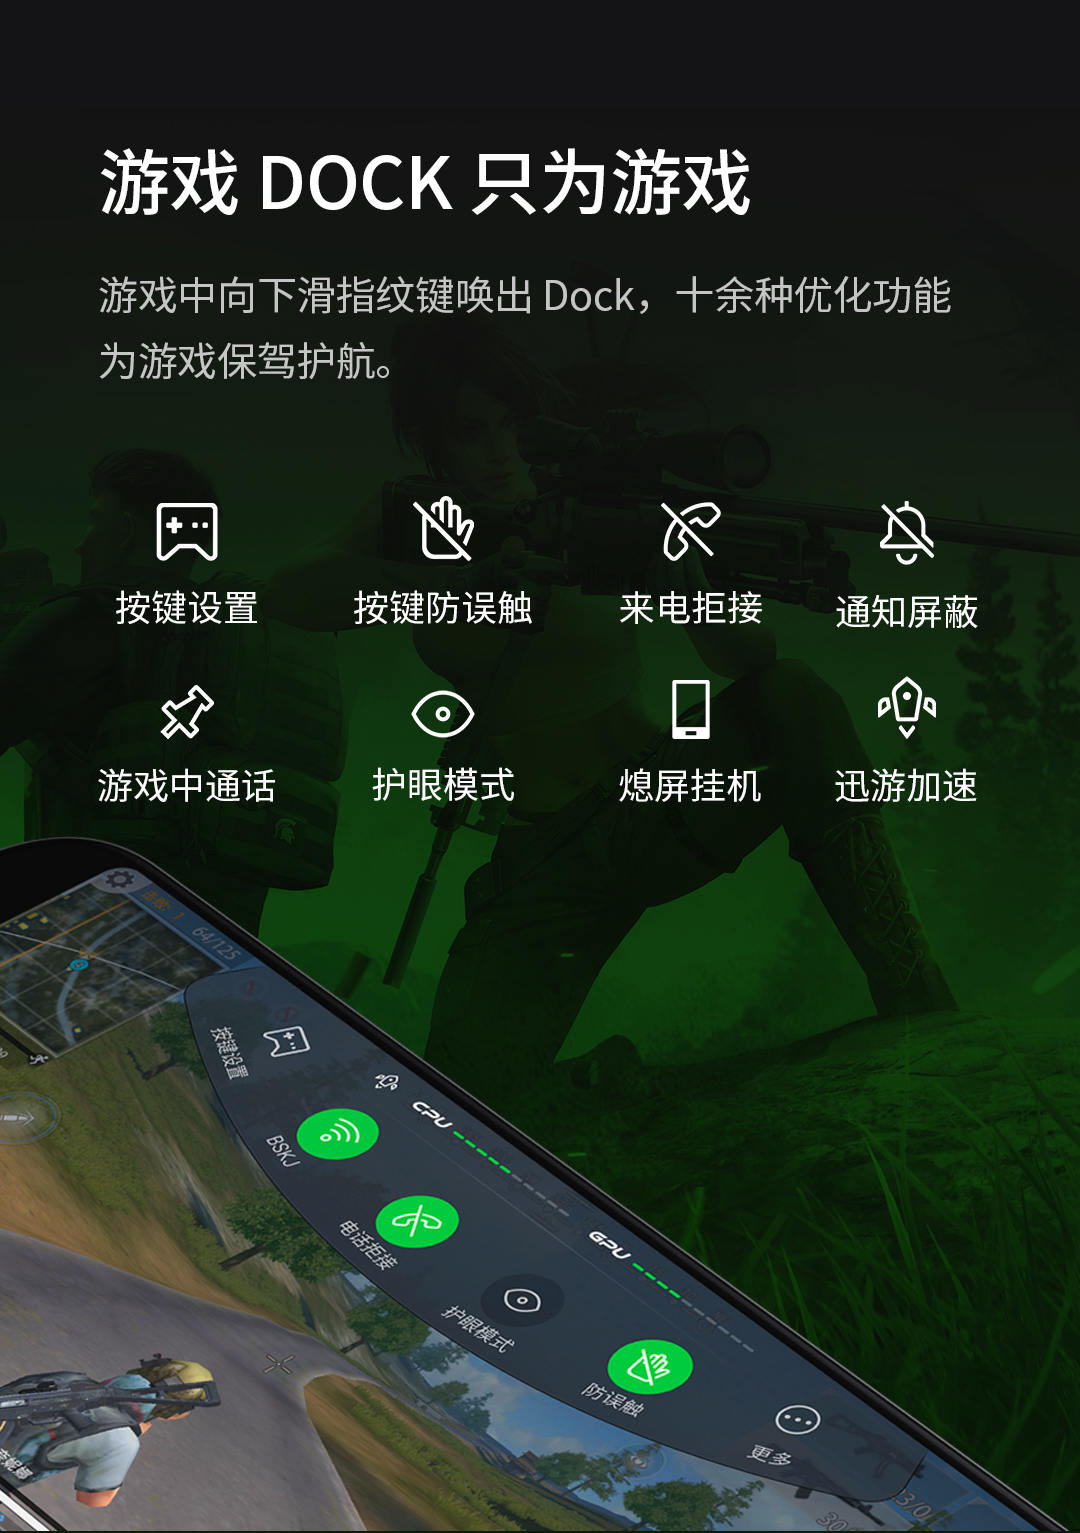 游戏 DOCK 只为游戏
游戏中向下滑指纹键唤出 Dock，十余种优化功能
为游戏保驾护航。
按键设置
按键防误触
来电拒接
通知屏蔽
游戏中通话
护眼模式
熄屏挂机
迅游加速
64/125
按键设置
CPU
BSKJ
GPU
电话拒接
护眼模式
防误触
更多